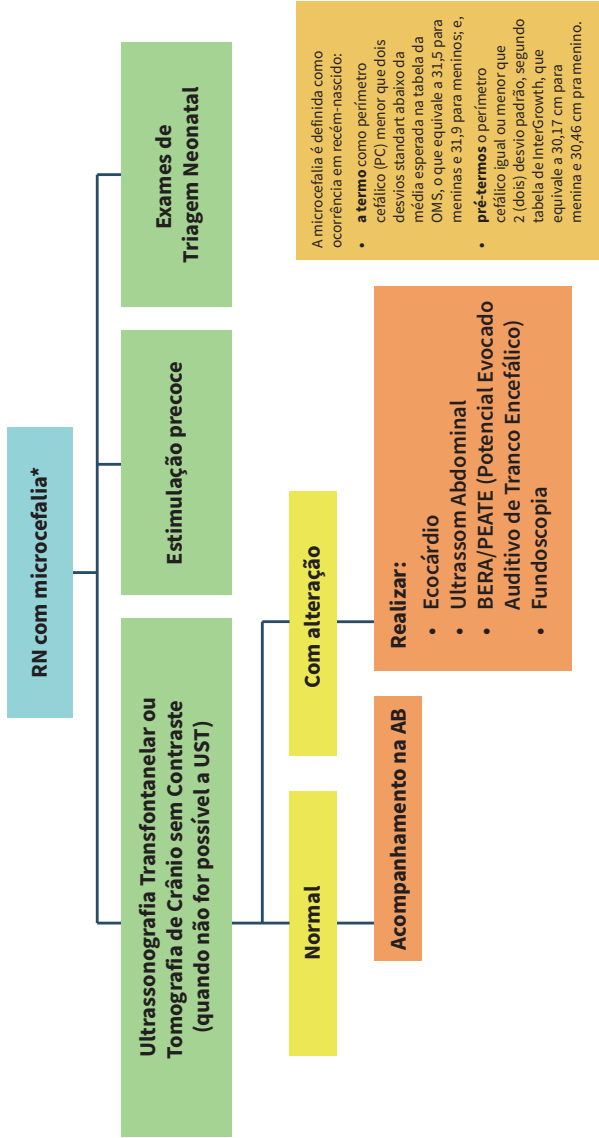 RN com microcefalia*
Ultrassonografia Transfontanelar ou
Tomografia de Crânio sem Contraste
(quando não for possível a UST)
Estimulação precoce
Exames de
Triagem Neonatal
Normal
Com alteração
Acompanhamento na AB
Realizar:
• Ecocárdio
• Ultrassom Abdominal
• BERA/PEATE (Potencial Evocado
Auditivo de Tranco Encefálico)
• Fundoscopia
A microcefalia é definida como
ocorrência em recém-nascido:
• a termo como perímetro
cefálico (PC) menor que dois
desvios standart abaixo da
média esperada na tabela da
OMS, o que equivale a 31,5 para
meninas e 31,9 para meninos; e,
• pré-termos o perímetro
cefálico igual ou menor que
2 (dois) desvio padrão, segundo
tabela de InterGrowth, que
equivale a 30,17 cm para
menina e 30,46 cm pra menino.